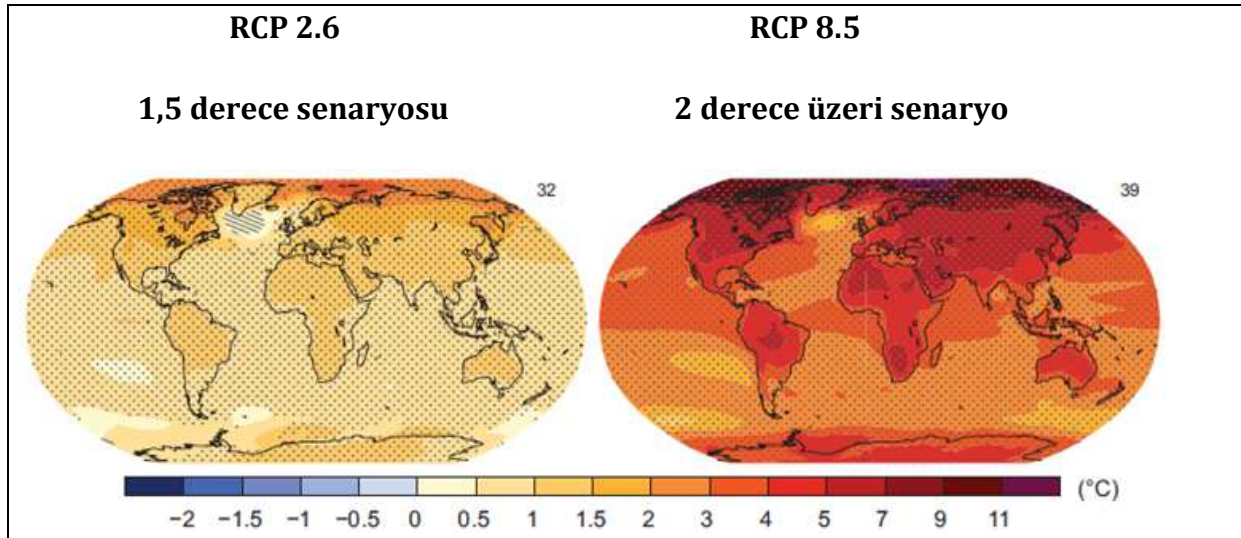 RCP 2.6 RCP 8.5
1,5 derece senaryosu 2 derece üzeri senaryo
32 39
(°C)
−2 −1.5 −1 −0.5 0 0.5 1 1.5 2 3 4 5 7 9 11